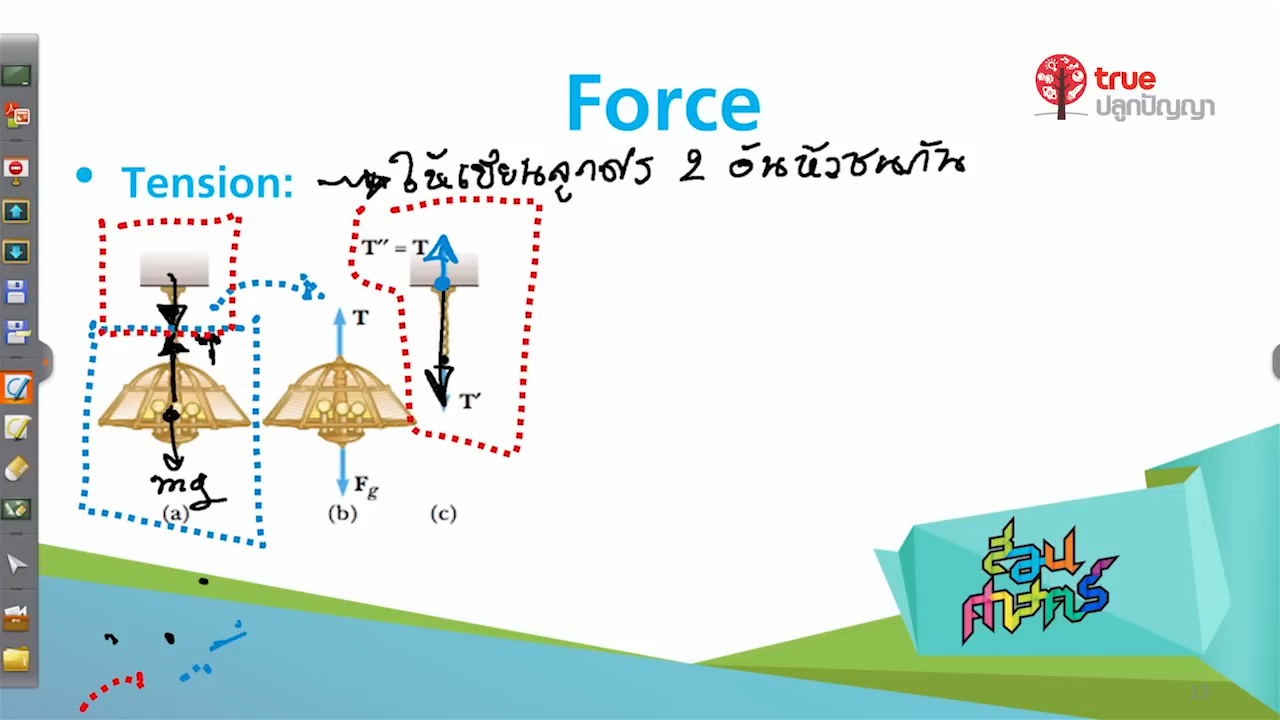 Force
true
ปลูกปัญญา
• Tension: ให้เขียนลูกศร 2 อันหัวชนกัน
T″ = T
T
T
T′
mg
F_g
(a) (b) (c)
สอน
ศาสตร์
17